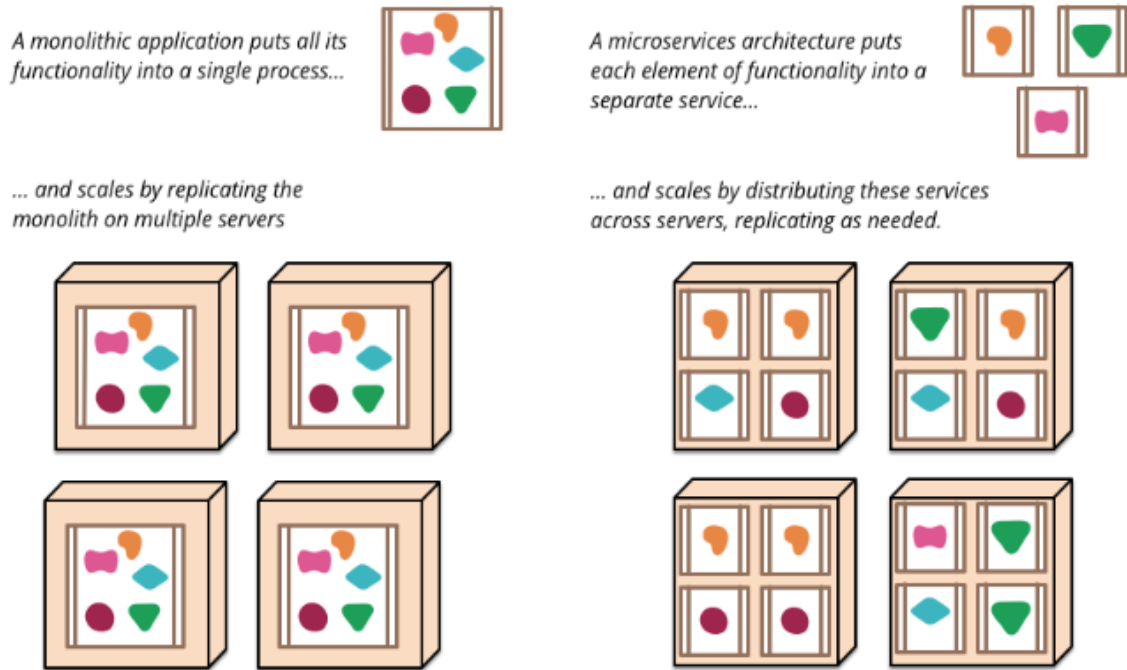 A monolithic application puts all its
functionality into a single process...
... and scales by replicating the
monolith on multiple servers
A microservices architecture puts
each element of functionality into a
separate service...
... and scales by distributing these services
across servers, replicating as needed.